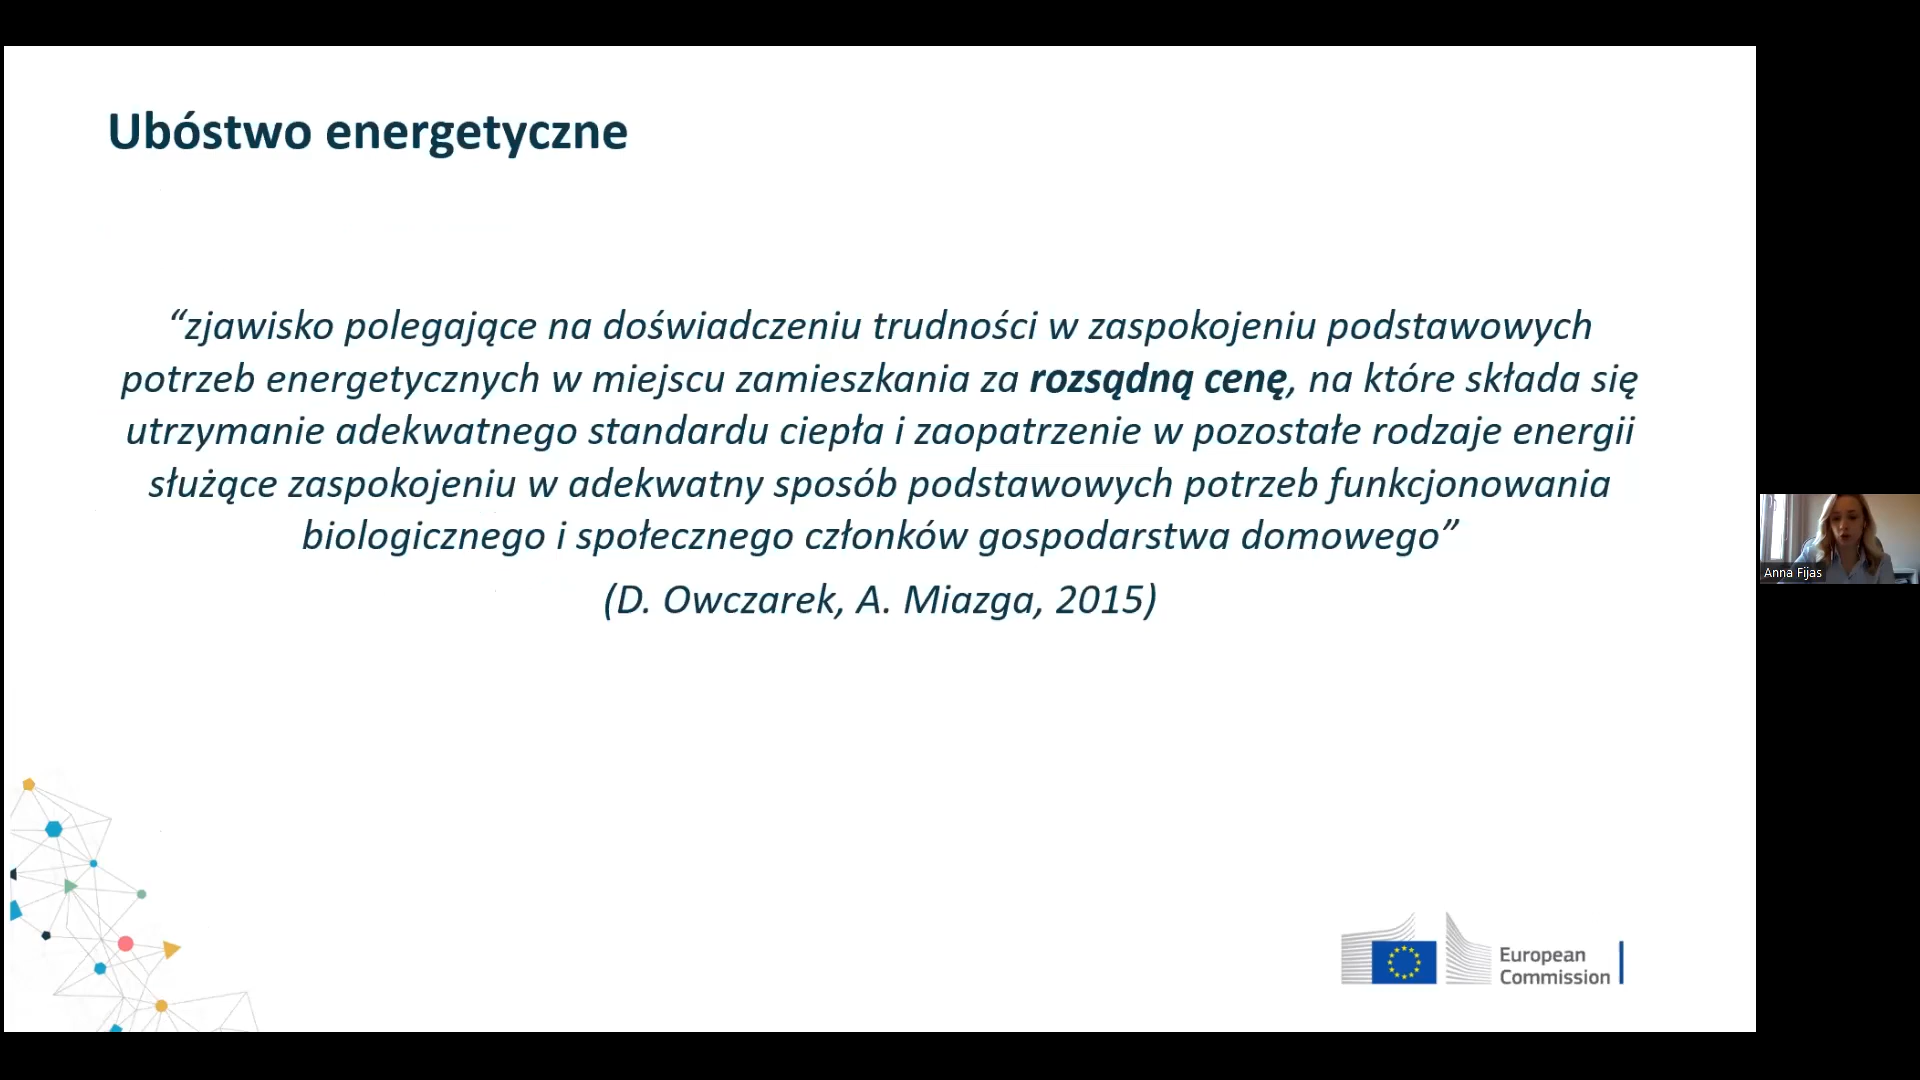 Ubóstwo energetyczne
“zjawisko polegające na doświadczeniu trudności w zaspokojeniu podstawowych
potrzeb energetycznych w miejscu zamieszkania za rozsądną cenę, na które składa się
utrzymanie adekwatnego standardu ciepła i zaopatrzenie w pozostałe rodzaje energii
służące zaspokojeniu w adekwatny sposób podstawowych potrzeb funkcjonowania
biologicznego i społecznego członków gospodarstwa domowego”
(D. Owczarek, A. Miazga, 2015)
Anna Fijas
European
Commission